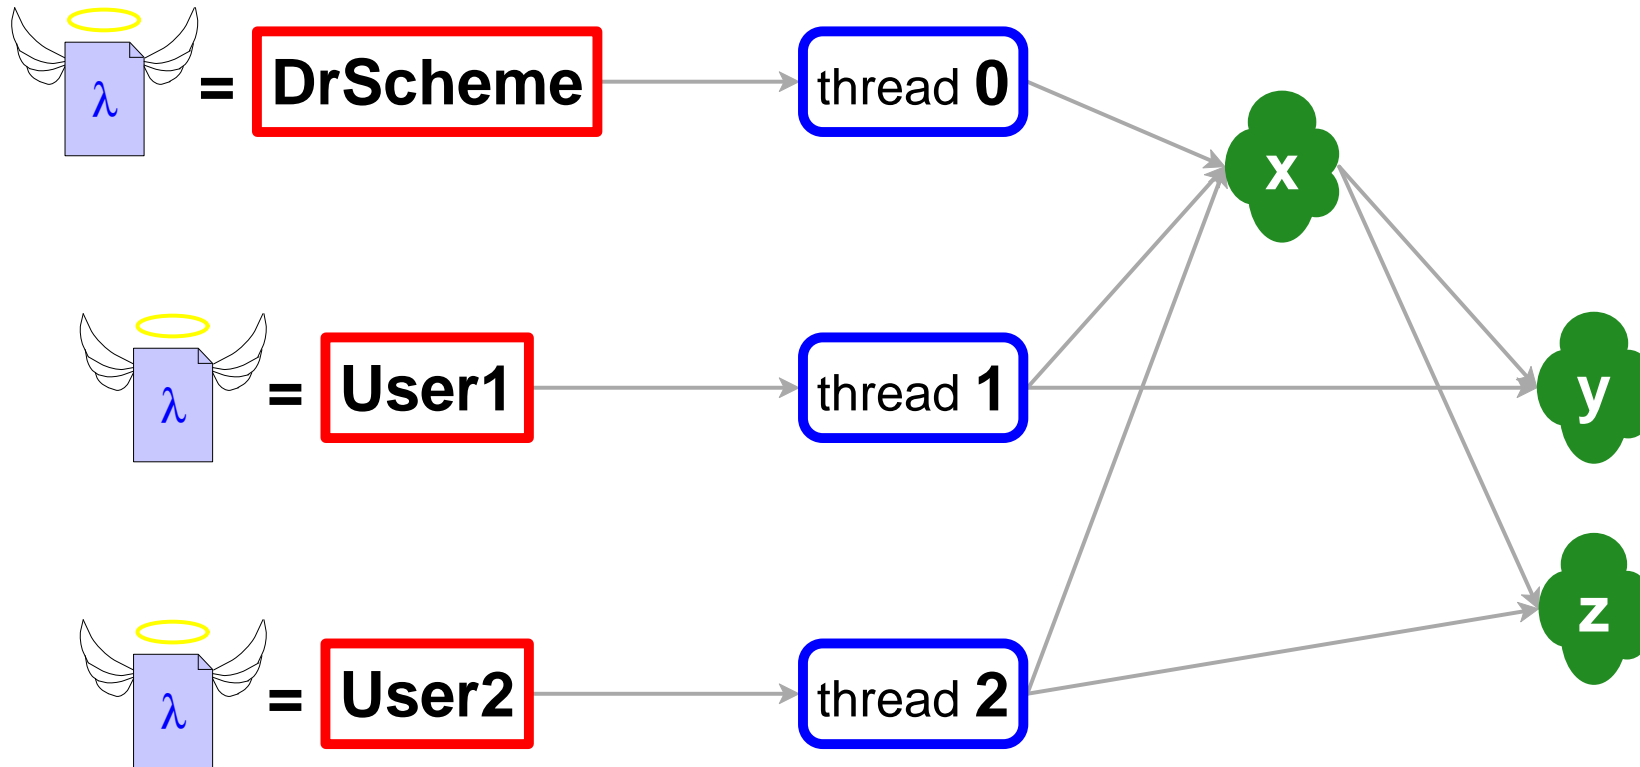 λ = DrScheme thread 0
x
λ = User1 thread 1 y
z
λ = User2 thread 2